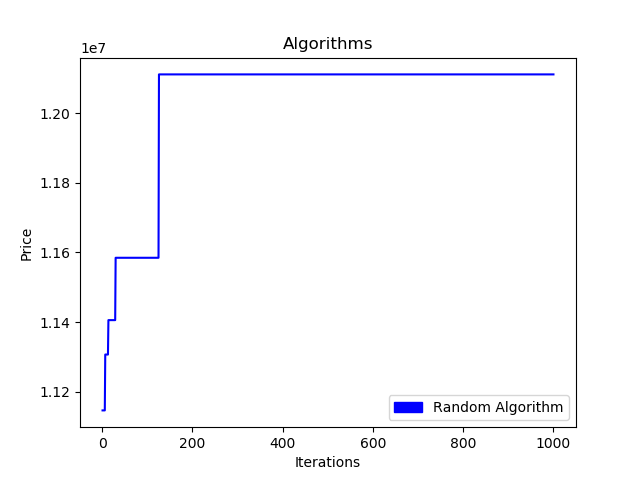 Algorithms
1e7
1.20
1.18
1.16
1.14
1.12
Price
0 200 400 600 800 1000
Iterations
Random Algorithm